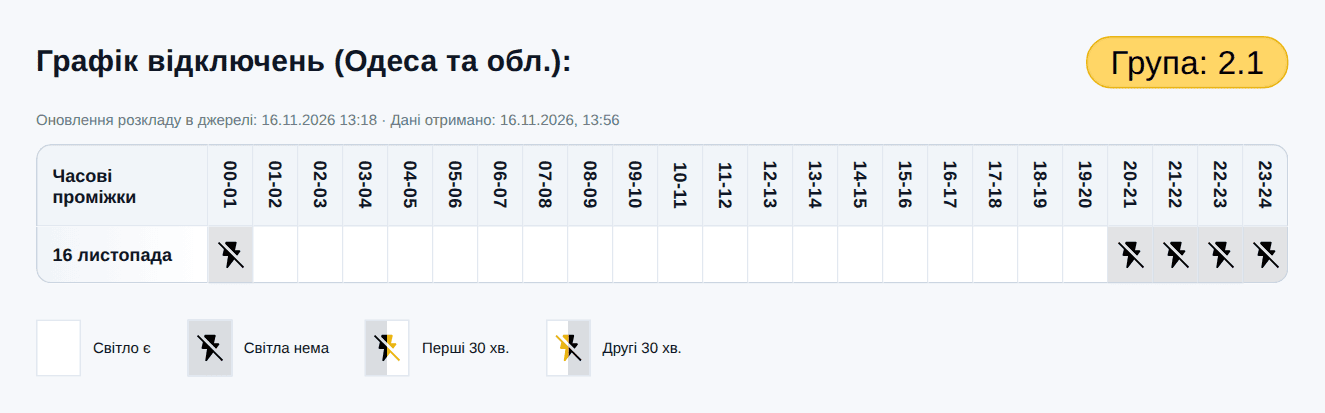 Графік відключень (Одеса та обл.):
Група: 2.1
Оновлення розкладу в джерелі: 16.11.2026 13:18 · Дані отримано: 16.11.2026, 13:56
Часові
проміжки
00-01
01-02
02-03
03-04
04-05
05-06
06-07
07-08
08-09
09-10
10-11
11-12
12-13
13-14
14-15
15-16
16-17
17-18
18-19
19-20
20-21
21-22
22-23
23-24
16 листопада
Світло є
Світла нема
Перші 30 хв.
Другі 30 хв.